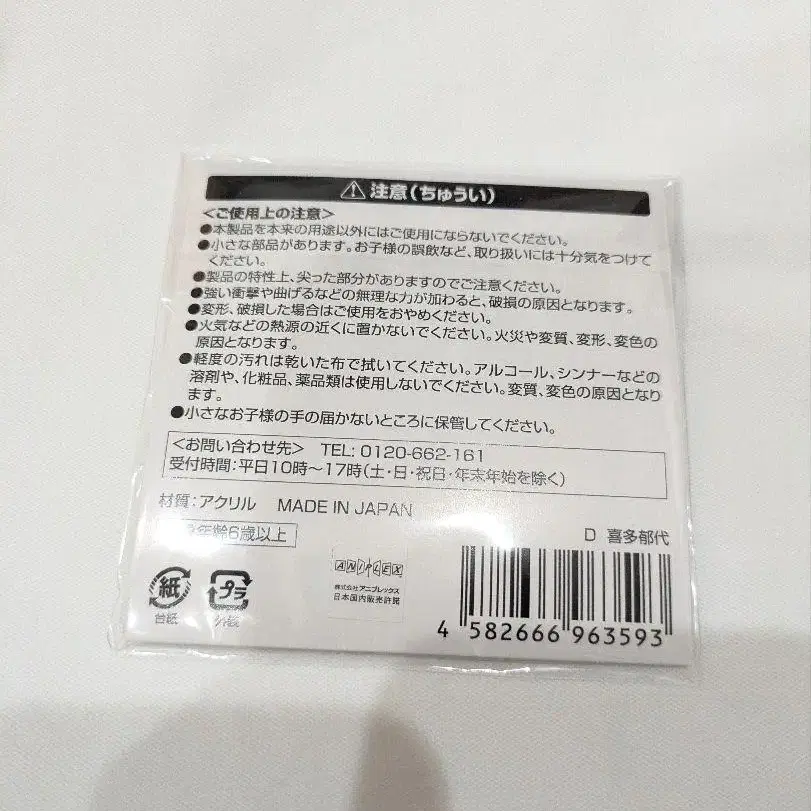 ⚠ 注意(ちゅうい)
<ご使用上の注意>
●本製品を本来の用途以外にはご使用にならないでください。
●小さな部品があります。お子様の誤飲など、取り扱いには十分気をつけて
ください。
●製品の特性上、尖った部分がありますのでご注意ください。
●強い衝撃や曲げるなどの無理な力が加わると、破損の原因となります。
●変形、破損した場合はご使用をおやめください。
●火気などの熱源の近くに置かないでください。火災や変質、変形、変色の
原因となります。
●軽度の汚れは乾いた布で拭いてください。アルコール、シンナーなどの
溶剤や、化粧品、薬品類は使用しないでください。変質、変色の原因となり
ます。
●小さなお子様の手の届かないところに保管してください。
<お問い合わせ先> TEL: 0120-662-161
受付時間:平日10時~17時(土・日・祝日・年末年始を除く)
材質:アクリル MADE IN JAPAN
年齢6歳以上
D 喜多郁代
紙
台紙
プラ
外袋
ANIPLEX
株式会社アニプレックス
日本国内販売許諾
4 582666 963593